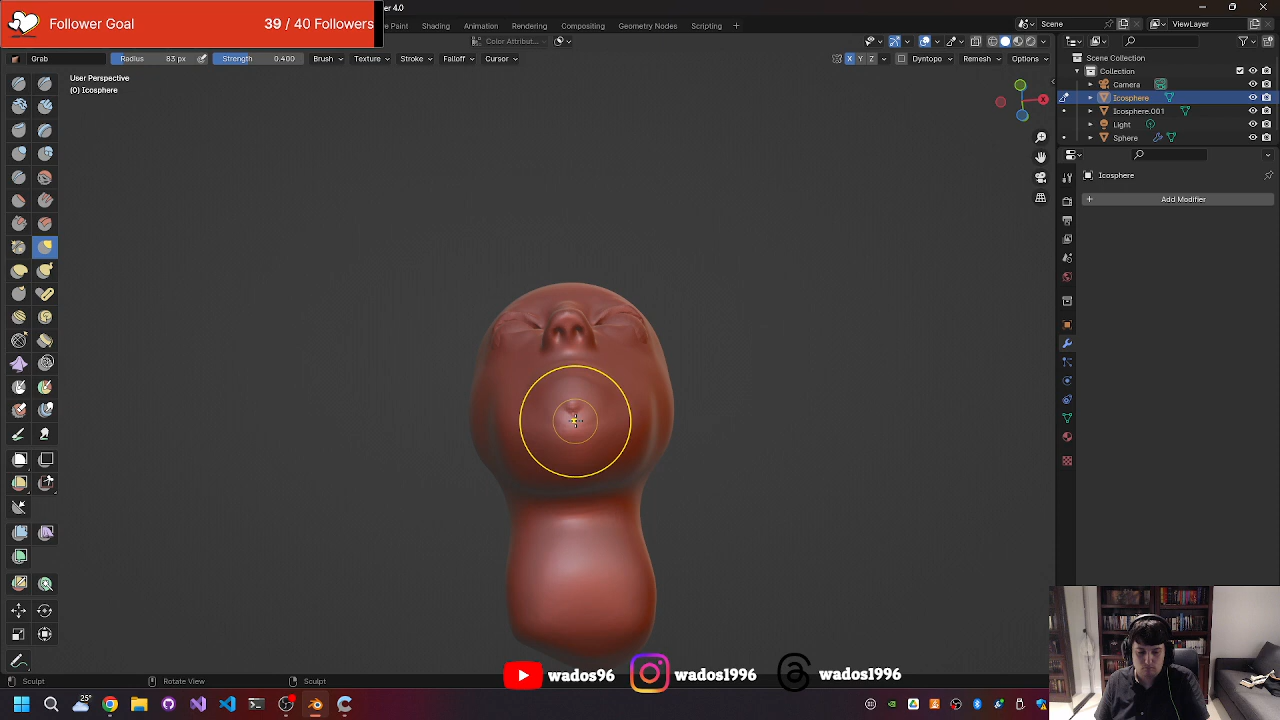 Follower Goal
39 / 40 Followers
er 4.0
e Paint
Shading
Animation
Rendering
Compositing
Geometry Nodes
Scripting
Scene
ViewLayer
Color Attribut...
Grab
Radius 83 px
Strength 0.400
Brush
Texture
Stroke
Falloff
Cursor
X Y Z
Dyntopo
Remesh
Options
User Perspective
(0) Icosphere
X
Scene Collection
Collection
Camera
Icosphere
Icosphere.001
Light
Sphere
Icosphere
Add Modifier
wados96
wados1996
wados1996
Sculpt
Rotate View
Sculpt
25°